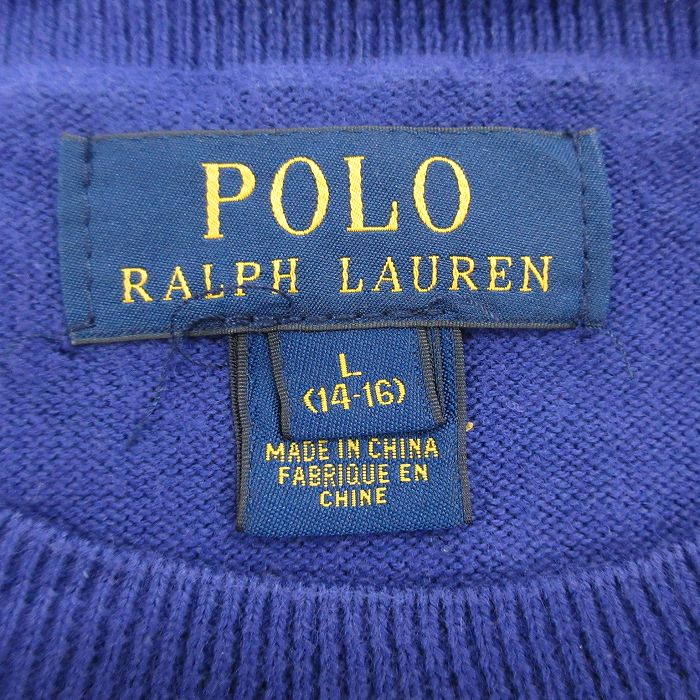 POLO
RALPH LAUREN
L
(14-16)
MADE IN CHINA
FABRIQUE EN
CHINE